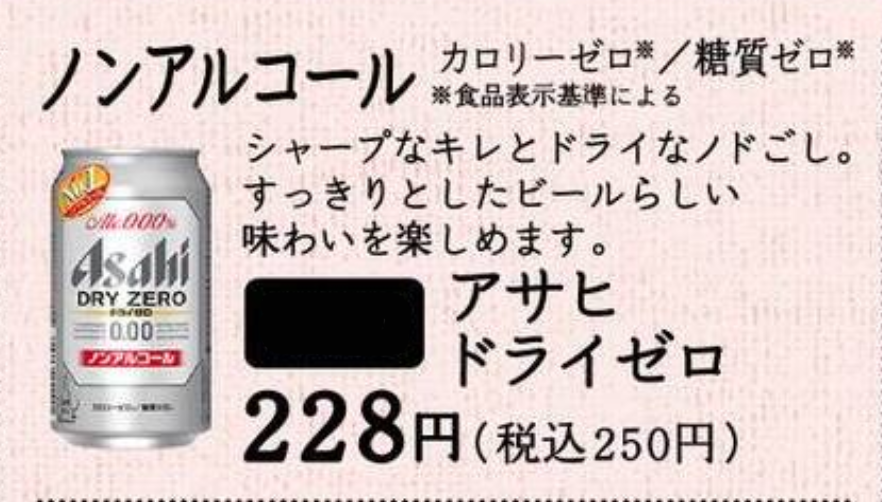 ノンアルコール
カロリーゼロ※／糖質ゼロ※
※食品表示基準による
シャープなキレとドライなノドごし。
すっきりとしたビールらしい
味わいを楽しめます。
No.1
Alc.0.00%
Asahi
DRY ZERO
ドライゼロ
0.00
ノンアルコール
アサヒ
ドライゼロ
228円(税込250円)